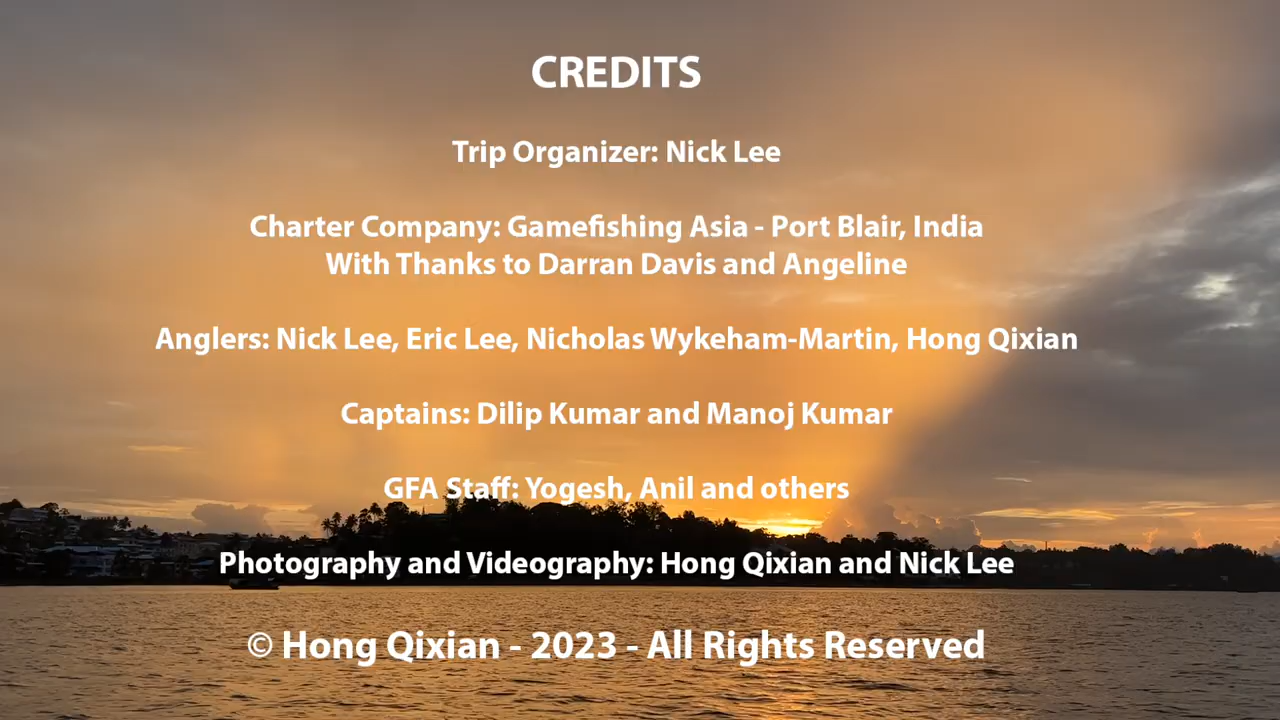 CREDITS
Trip Organizer: Nick Lee
Charter Company: Gamefishing Asia - Port Blair, India
With Thanks to Darran Davis and Angeline
Anglers: Nick Lee, Eric Lee, Nicholas Wykeham-Martin, Hong Qixian
Captains: Dilip Kumar and Manoj Kumar
GFA Staff: Yogesh, Anil and others
Photography and Videography: Hong Qixian and Nick Lee
© Hong Qixian - 2023 - All Rights Reserved